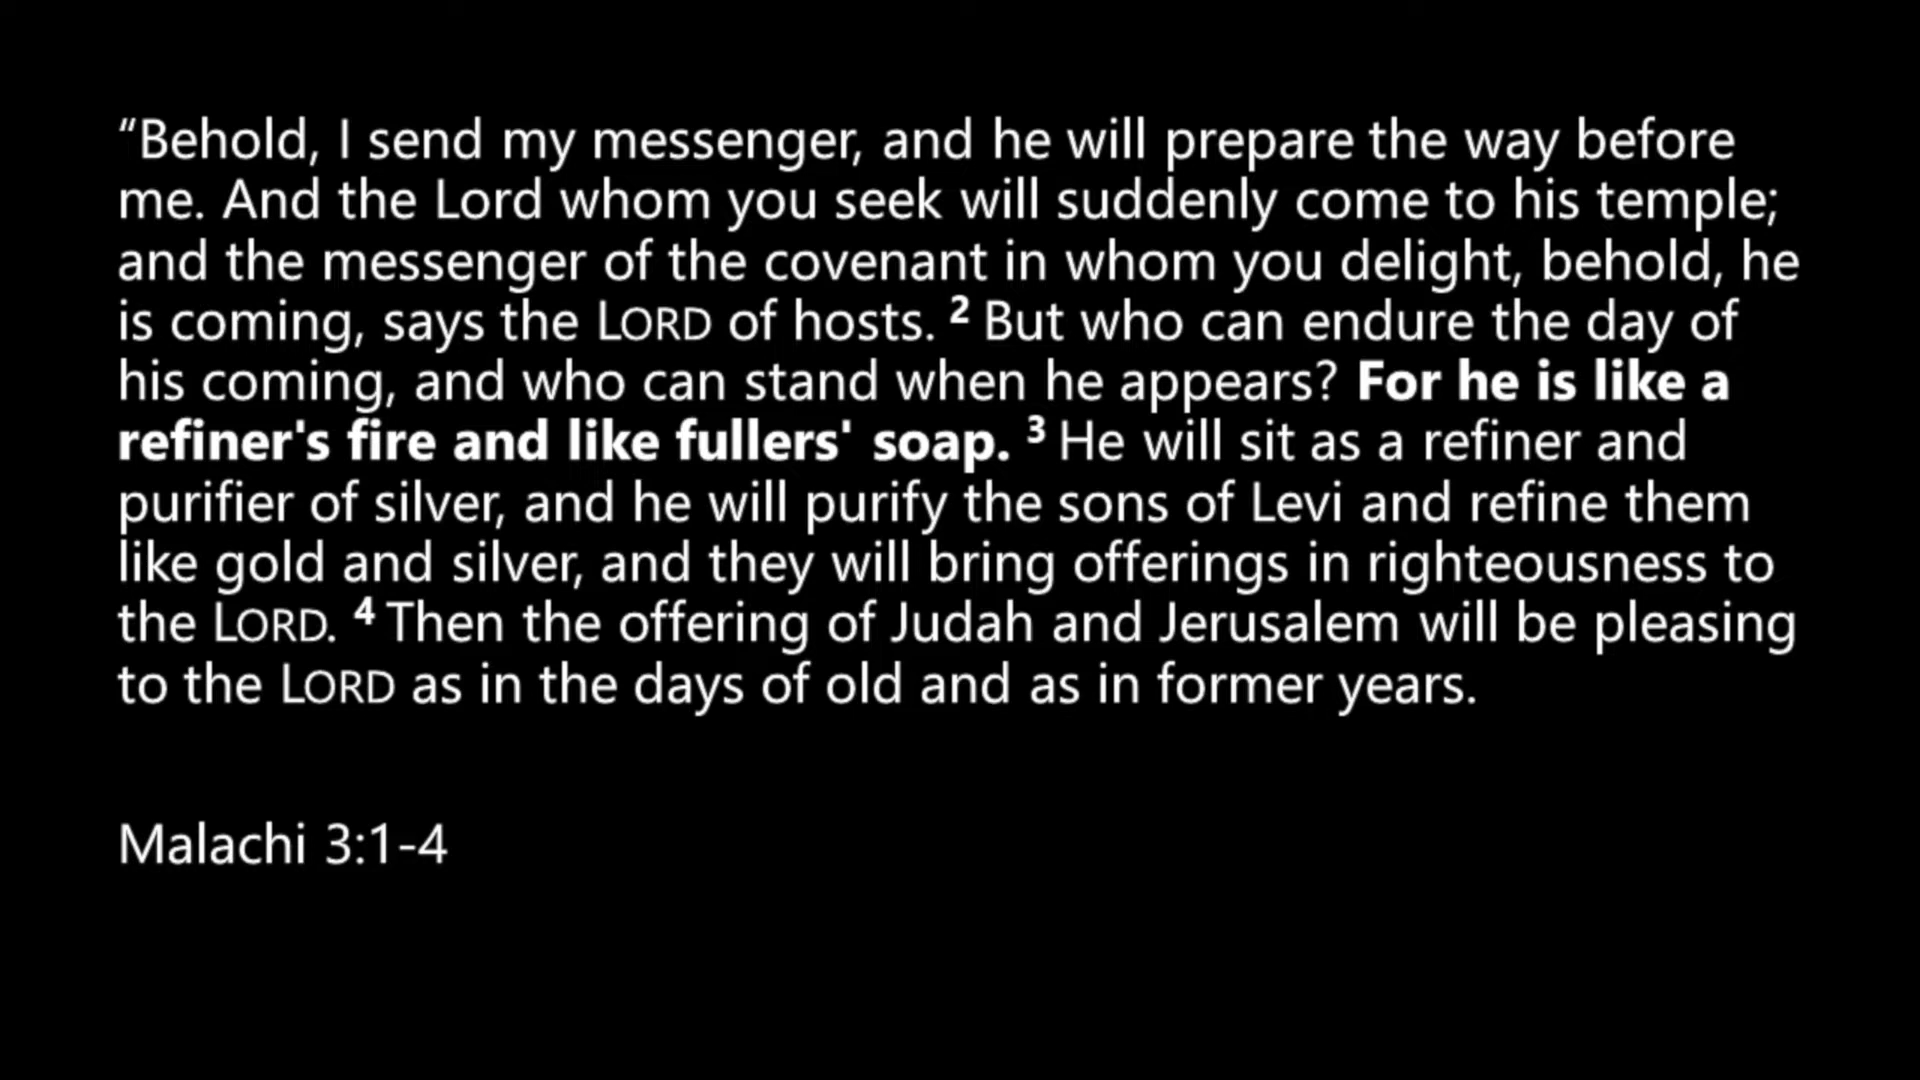 “Behold, I send my messenger, and he will prepare the way before
me. And the Lord whom you seek will suddenly come to his temple;
and the messenger of the covenant in whom you delight, behold, he
is coming, says the LORD of hosts. 2 But who can endure the day of
his coming, and who can stand when he appears? For he is like a
refiner's fire and like fullers' soap. 3 He will sit as a refiner and
purifier of silver, and he will purify the sons of Levi and refine them
like gold and silver, and they will bring offerings in righteousness to
the LORD. 4 Then the offering of Judah and Jerusalem will be pleasing
to the LORD as in the days of old and as in former years.
Malachi 3:1-4